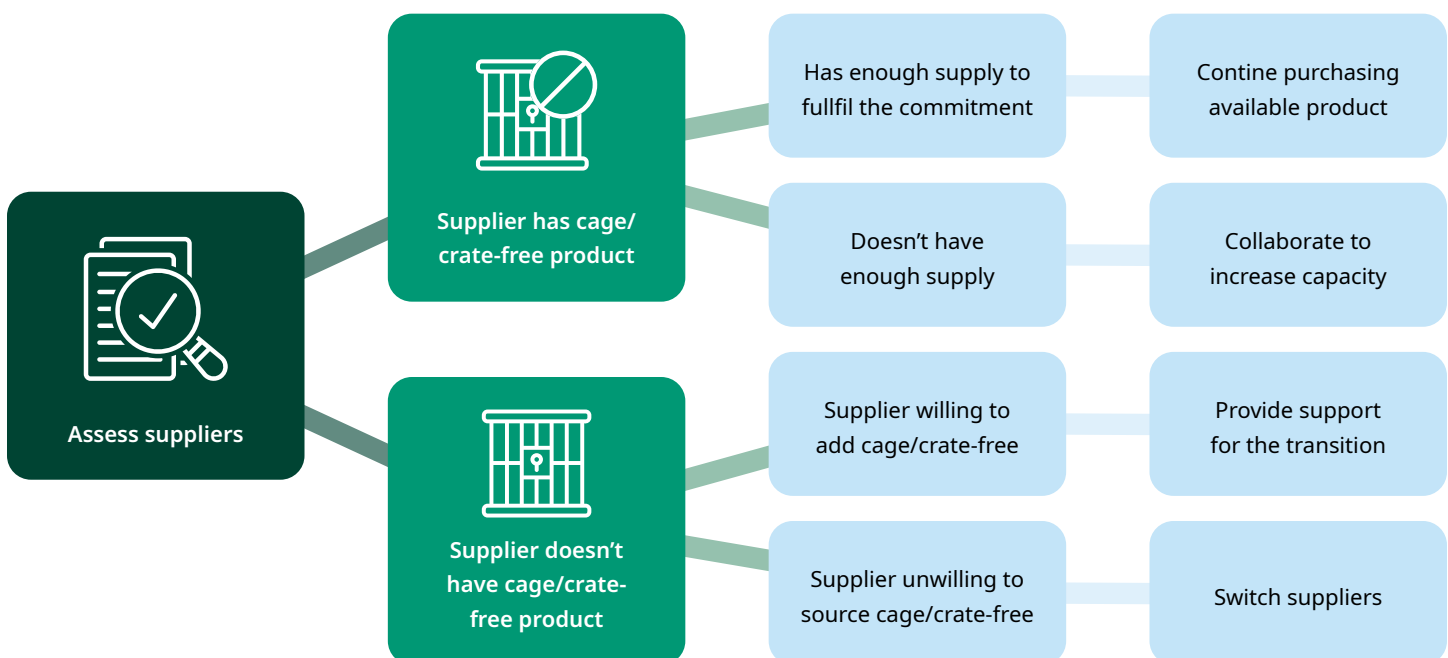 Assess suppliers
Supplier has cage/
crate-free product
Has enough supply to
fullfil the commitment
Contine purchasing
available product
Doesn’t have
enough supply
Collaborate to
increase capacity
Supplier doesn’t
have cage/crate-
free product
Supplier willing to
add cage/crate-free
Provide support
for the transition
Supplier unwilling to
source cage/crate-free
Switch suppliers